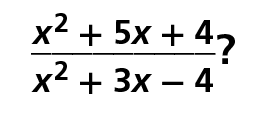 x² + 5x + 4
x² + 3x − 4 ?